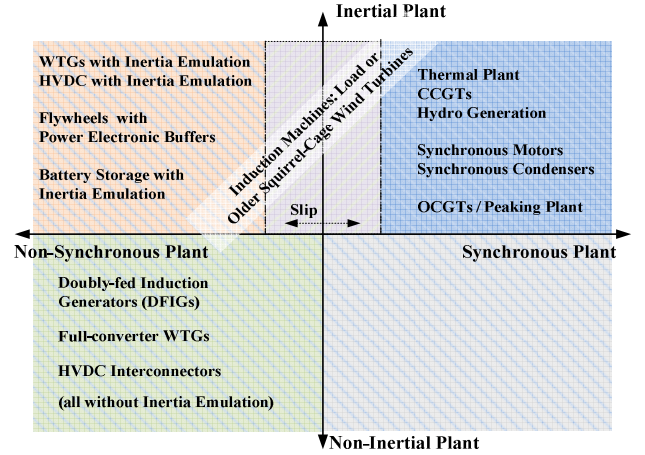 Inertial Plant
WTGs with Inertia Emulation
HVDC with Inertia Emulation
Flywheels with
Power Electronic Buffers
Battery Storage with
Inertia Emulation
Induction Machines: Load or
Older Squirrel-Cage Wind Turbines
Slip
Thermal Plant
CCGTs
Hydro Generation
Synchronous Motors
Synchronous Condensers
OCGTs / Peaking Plant
Non-Synchronous Plant
Synchronous Plant
Doubly-fed Induction
Generators (DFIGs)
Full-converter WTGs
HVDC Interconnectors
(all without Inertia Emulation)
Non-Inertial Plant